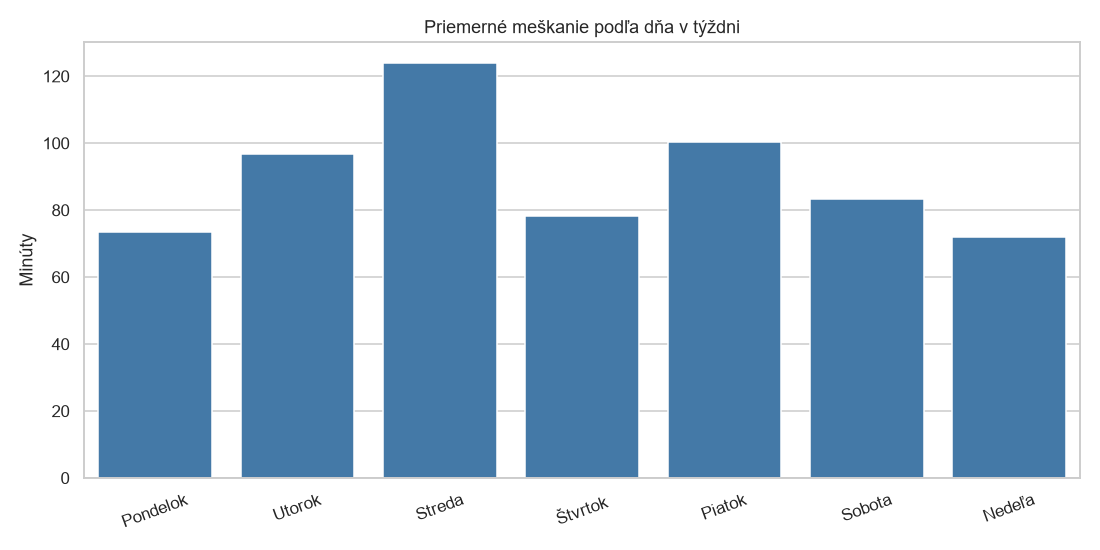 Priemerné meškanie podľa dňa v týždni
Minúty
120
100
80
60
40
20
0
Pondelok
Utorok
Streda
Štvrtok
Piatok
Sobota
Nedeľa